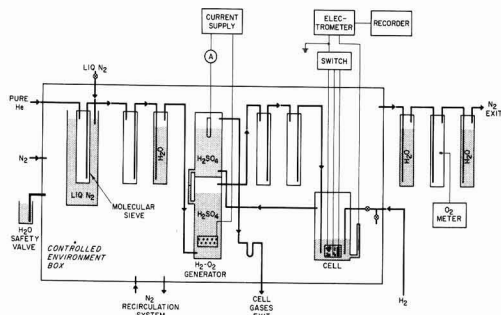 CURRENT
SUPPLY
ELEC-
TROMETER
RECORDER
A
SWITCH
LIQ N2
PURE
He
N2
EXIT
H2O
H2SO4
H2O
H2O
N2
LIQ N2
MOLECULAR
SIEVE
H2SO4
O2
METER
H2O
SAFETY
VALVE
CONTROLLED
ENVIRONMENT
BOX
H2-O2
GENERATOR
CELL
N2
RECIRCULATION
SYSTEM
CELL
GASES
EXIT
H2